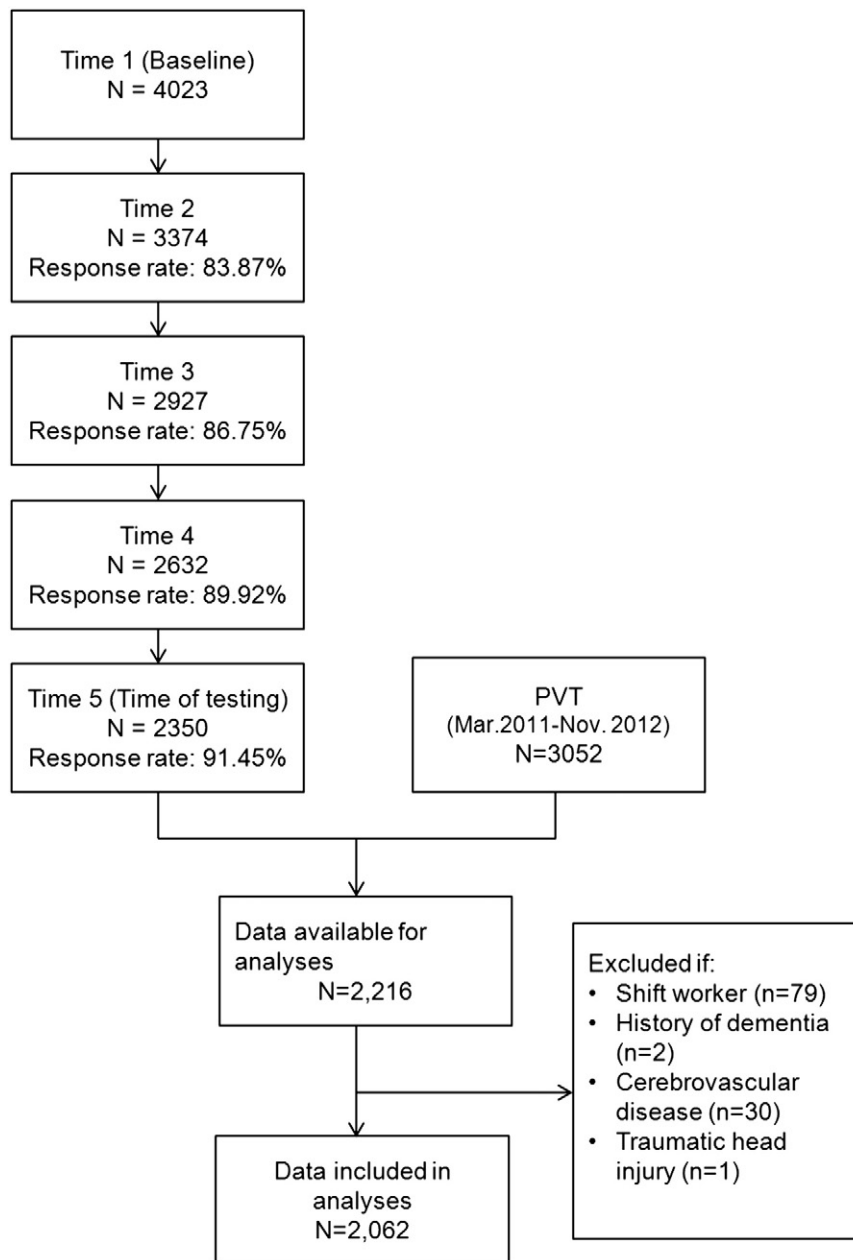 Time 1 (Baseline)
N = 4023
Time 2
N = 3374
Response rate: 83.87%
Time 3
N = 2927
Response rate: 86.75%
Time 4
N = 2632
Response rate: 89.92%
Time 5 (Time of testing)
N = 2350
Response rate: 91.45%
PVT
(Mar.2011-Nov. 2012)
N=3052
Data available for
analyses
N=2,216
Excluded if:
• Shift worker (n=79)
• History of dementia
(n=2)
• Cerebrovascular
disease (n=30)
• Traumatic head
injury (n=1)
Data included in
analyses
N=2,062